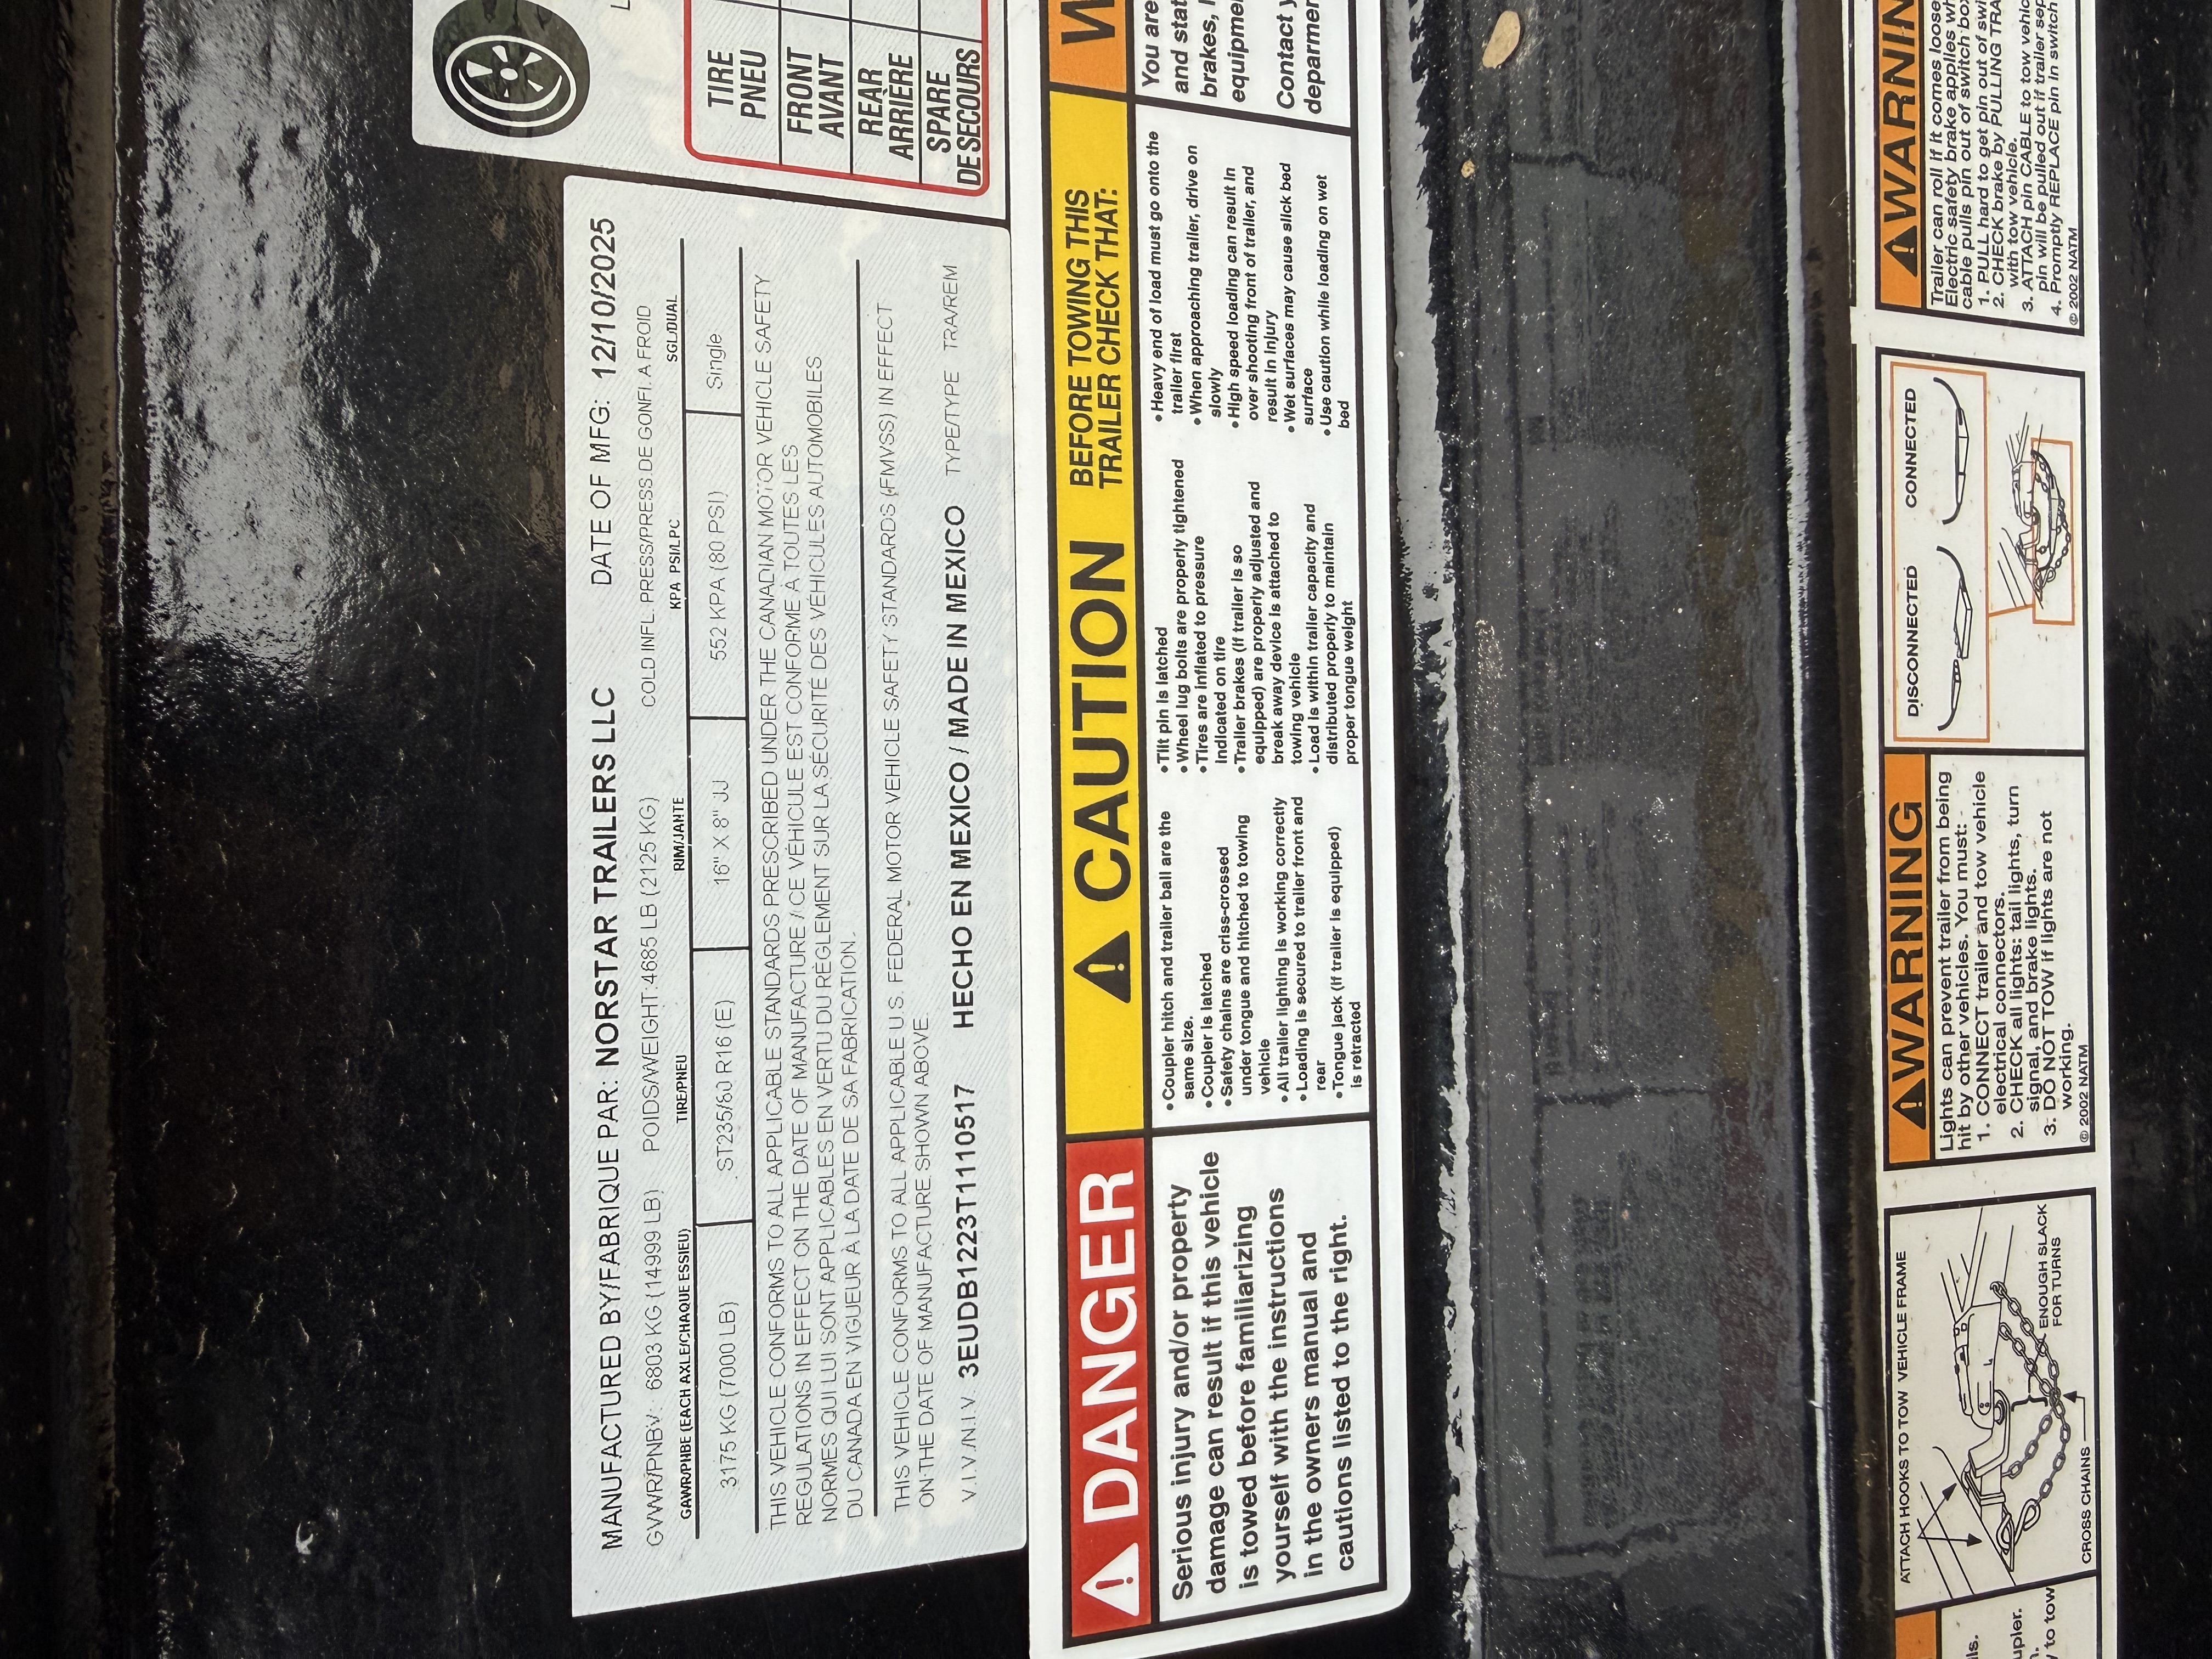 MANUFACTURED BY/FABRIQUE PAR: NORSTAR TRAILERS LLC DATE OF MFG: 12/10/2025
GVWR/PNBV: 6803 KG (14999 LB) POIDS/WEIGHT:4685 LB (2125 KG) COLD INFL. PRESS/PRESS.DE GONFL.A FROID
GAWR/PNBE (EACH AXLE/CHAQUE ESSIEU) TIRE/PNEU RIM/JANTE KPA PSI/LPC SGL/DUAL
3175 KG (7000 LB) ST235/80 R16 (E) 16" X 8" JJ 552 KPA (80 PSI) Single
THIS VEHICLE CONFORMS TO ALL APPLICABLE STANDARDS PRESCRIBED UNDER THE CANADIAN MOTOR VEHICLE SAFETY
REGULATIONS IN EFFECT ON THE DATE OF MANUFACTURE / CE VÉHICULE EST CONFORME À TOUTES LES
NORMES QUI LUI SONT APPLICABLES EN VERTU DU RÈGLEMENT SUR LA SÉCURITÉ DES VÉHICULES AUTOMOBILES
DU CANADA EN VIGUEUR À LA DATE DE SA FABRICATION.
THIS VEHICLE CONFORMS TO ALL APPLICABLE U.S. FEDERAL MOTOR VEHICLE SAFETY STANDARDS (FMVSS) IN EFFECT
ON THE DATE OF MANUFACTURE SHOWN ABOVE.
V.I.V./N.I.V. 3EUDB1223T1110517 HECHO EN MEXICO / MADE IN MEXICO TYPE/TYPE TRA/REM
TIRE
PNEU
FRONT
AVANT
REAR
ARRIÈRE
SPARE
DE SECOURS
DANGER
Serious injury and/or property
damage can result if this vehicle
is towed before familiarizing
yourself with the instructions
in the owners manual and
cautions listed to the right.
CAUTION
BEFORE TOWING THIS
TRAILER CHECK THAT:
• Coupler hitch and trailer ball are the
same size.
• Coupler is latched
• Safety chains are criss-crossed
under tongue and hitched to towing
vehicle
• All trailer lighting is working correctly
• Loading is secured to trailer front and
rear
• Tongue jack (if trailer is equipped)
is retracted
• Tilt pin is latched
• Wheel lug bolts are properly tightened
• Tires are inflated to pressure
indicated on tire
• Trailer brakes (if trailer is so
equipped) are properly adjusted and
break away device is attached to
towing vehicle
• Load is within trailer capacity and
distributed properly to maintain
proper tongue weight
• Heavy end of load must go onto the
trailer first
• When approaching trailer, drive on
slowly
• High speed loading can result in
over shooting front of trailer, and
result in injury
• Wet surfaces may cause slick bed
surface
• Use caution while loading on wet
bed
W
You are
and stat
brakes,
equipme
Contact y
deparmen
ATTACH HOOKS TO TOW VEHICLE FRAME
ENOUGH SLACK
FOR TURNS
CROSS CHAINS
WARNING
Lights can prevent trailer from being
hit by other vehicles. You must:
1. CONNECT trailer and tow vehicle
electrical connectors.
2. CHECK all lights: tail lights, turn
signal, and brake lights.
3: DO NOT TOW if lights are not
working.
© 2002 NATM
DISCONNECTED
CONNECTED
WARNIN
Trailer can roll if it comes loose
Electric safety brake applies wh
cable pulls pin out of switch box
1. PULL hard to get pin out of swi
2. CHECK brake by PULLING TRA
with tow vehicle.
3. ATTACH pin CABLE to tow vehic
pin will be pulled out if trailer sep
4. Promptly REPLACE pin in switch
© 2002 NATM
ls.
upler.
n.
y to tow